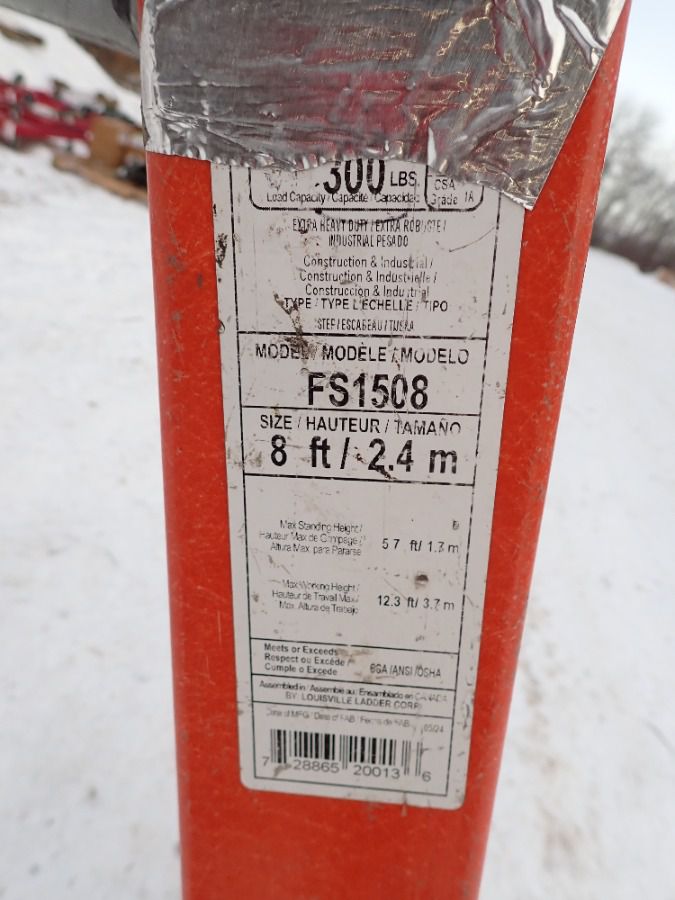 300 LBS.
Load Capacity / Capacité / Capacidad
CSA
Grade 1A
EXTRA HEAVY DUTY / EXTRA ROBUSTE /
INDUSTRIAL PESADO
Construction & Industrial /
Construction & Industrielle /
Construccion & Industrial
TYPE / TYPE L'ÉCHELLE / TIPO
STEP / ESCABEAU / TIJERA
MODEL / MODÈLE / MODELO
FS1508
SIZE / HAUTEUR / TAMAÑO
8 ft / 2.4 m
Max Standing Height /
Hauteur Max de Grimpage /
Altura Max. para Pararse
5.7 ft/ 1.7 m
Max Working Height /
Hauteur de Travail Max /
Max. Altura de Trabajo
12.3 ft/ 3.7 m
Meets or Exceeds
Respect ou Excède /
Cumple o Excede
CSA /ANSI /OSHA
Assembled in / Assemblé au / Ensamblado en CANADA
BY: LOUISVILLE LADDER CORP.
Date of MFG / Date of FAB / Fecha de FAB
05/24
7 28865 20013 6